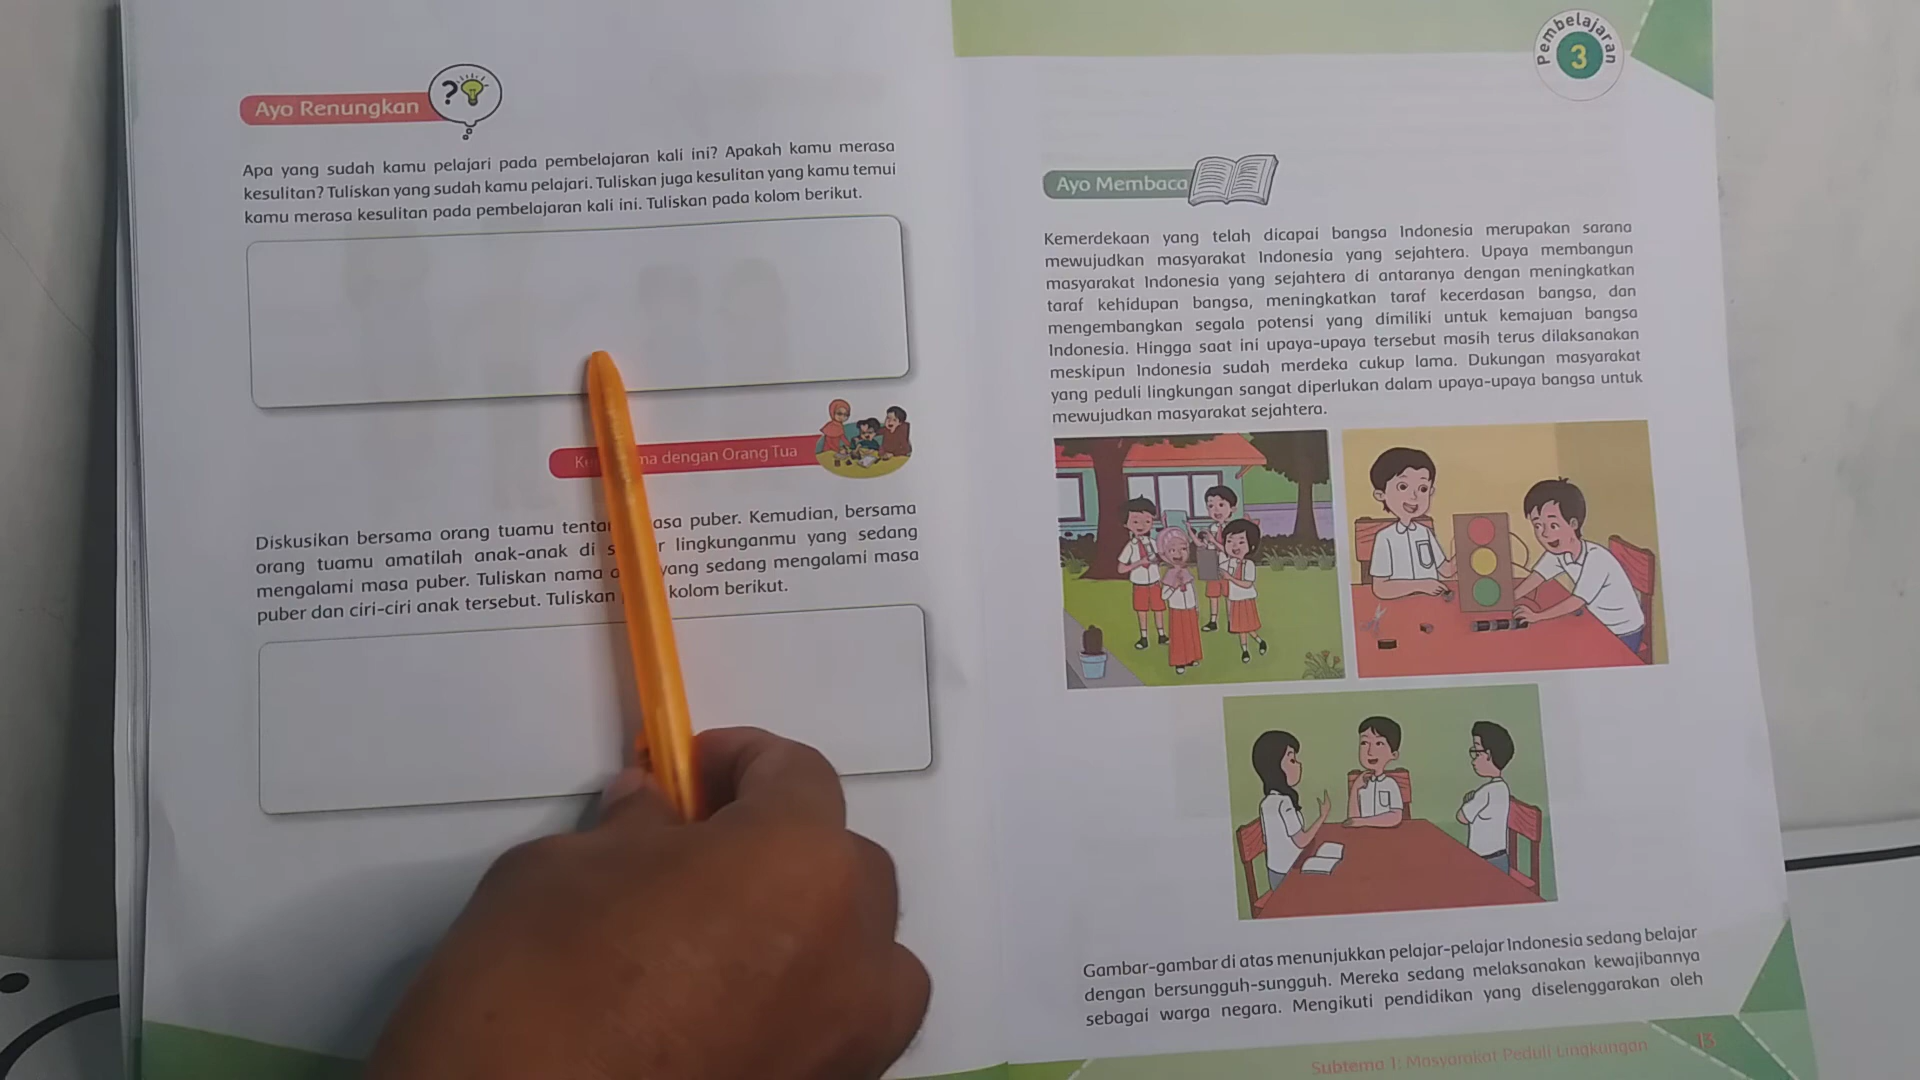 Ayo Renungkan
?
Apa yang sudah kamu pelajari pada pembelajaran kali ini? Apakah kamu merasa
kesulitan? Tuliskan yang sudah kamu pelajari. Tuliskan juga kesulitan yang kamu temui
kamu merasa kesulitan pada pembelajaran kali ini. Tuliskan pada kolom berikut.
dengan Orang Tua
Diskusikan bersama orang tuamu puber. Kemudian, bersama
orang tuamu amatilah anak-anak di lingkunganmu yang sedang
mengalami masa puber. Tuliskan nama yang sedang mengalami masa
puber dan ciri-ciri anak tersebut. Tuliskan kolom berikut.
Pembelajaran
3
Ayo Membaca
Kemerdekaan yang telah dicapai bangsa Indonesia merupakan sarana
mewujudkan masyarakat Indonesia yang sejahtera. Upaya membangun
masyarakat Indonesia yang sejahtera di antaranya dengan meningkatkan
taraf kehidupan bangsa, meningkatkan taraf kecerdasan bangsa, dan
mengembangkan segala potensi yang dimiliki untuk kemajuan bangsa
Indonesia. Hingga saat ini upaya-upaya tersebut masih terus dilaksanakan
meskipun Indonesia sudah merdeka cukup lama. Dukungan masyarakat
yang peduli lingkungan sangat diperlukan dalam upaya-upaya bangsa untuk
mewujudkan masyarakat sejahtera.
Gambar-gambar di atas menunjukkan pelajar-pelajar Indonesia sedang belajar
dengan bersungguh-sungguh. Mereka sedang melaksanakan kewajibannya
sebagai warga negara. Mengikuti pendidikan yang diselenggarakan oleh
Subtema 1: Masyarakat Peduli Lingkungan
13